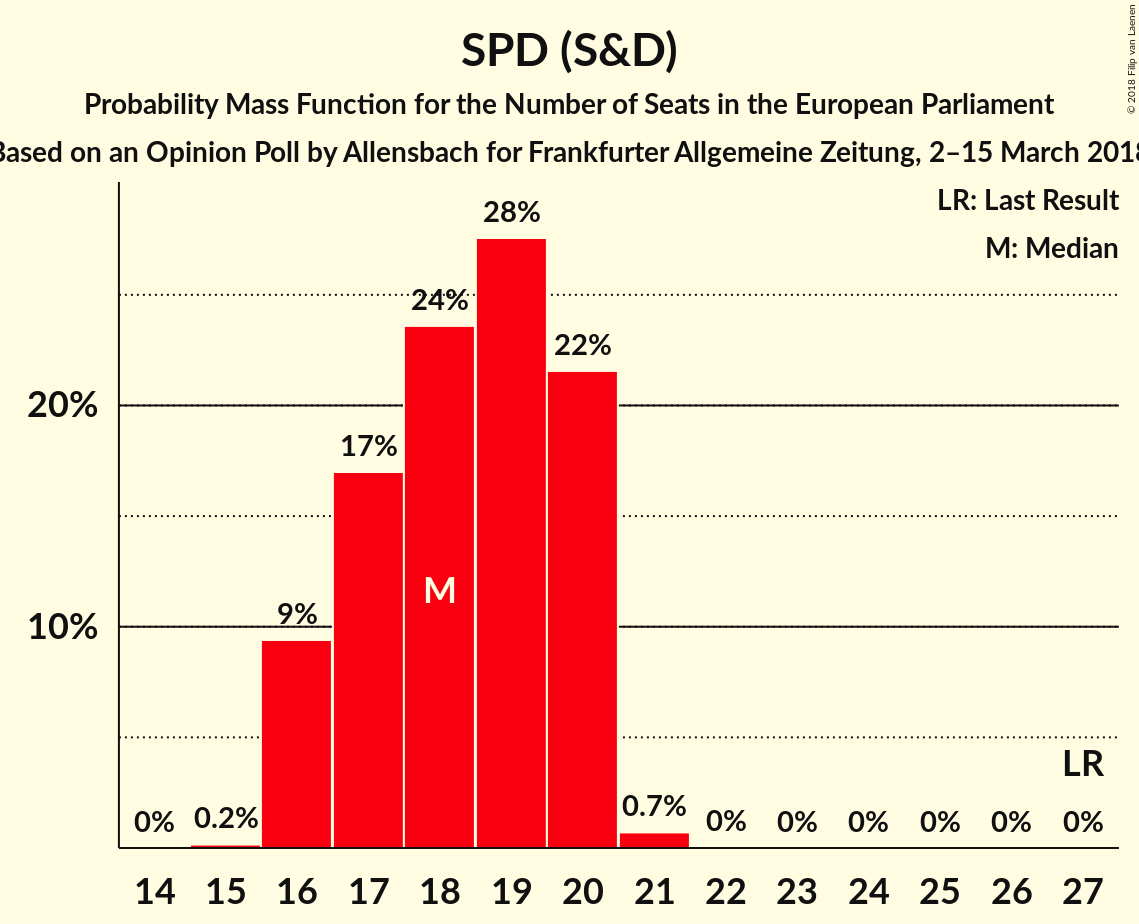 SPD (S&D)
Probability Mass Function for the Number of Seats in the European Parliament
Based on an Opinion Poll by Allensbach for Frankfurter Allgemeine Zeitung, 2–15 March 2018
© 2018 Filip van Laenen
LR: Last Result
M: Median
28%
24%
22%
20%
17%
M
9%
10%
LR
0% 0.2% 0.7% 0% 0% 0% 0% 0% 0%
14 15 16 17 18 19 20 21 22 23 24 25 26 27